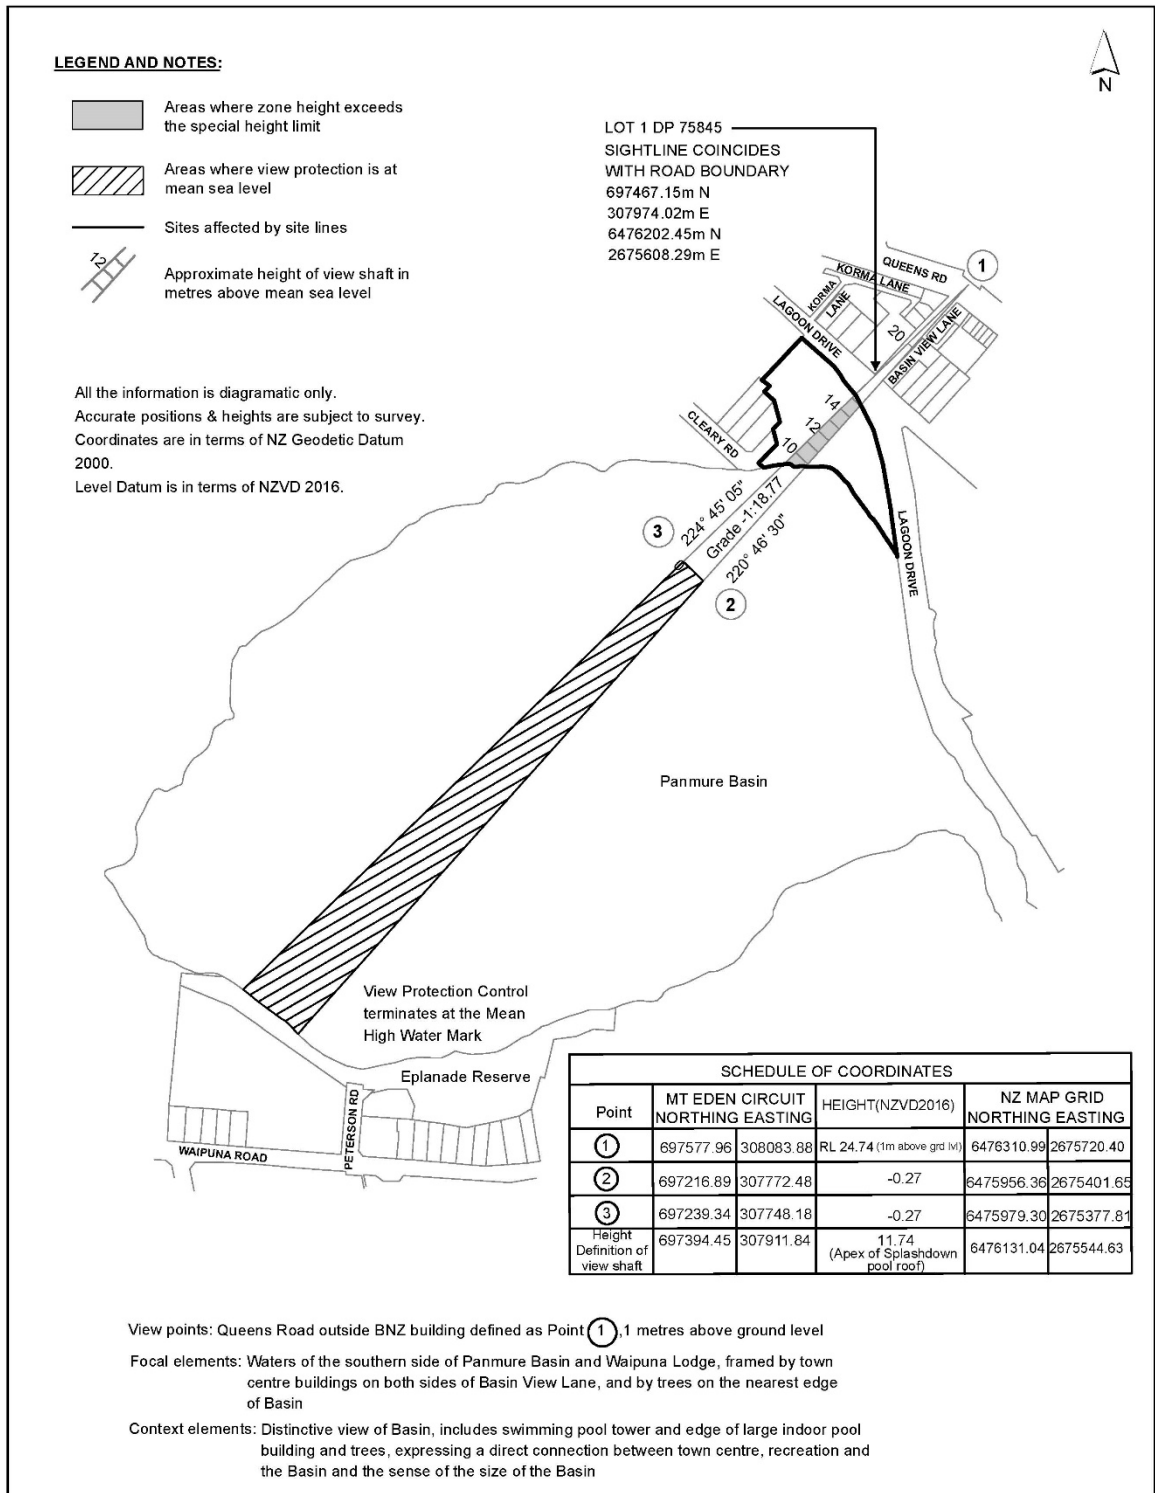 LEGEND AND NOTES:
N
Areas where zone height exceeds
the special height limit
Areas where view protection is at
mean sea level
Sites affected by site lines
12
Approximate height of view shaft in
metres above mean sea level
LOT 1 DP 75845
SIGHTLINE COINCIDES
WITH ROAD BOUNDARY
697467.15m N
307974.02m E
6476202.45m N
2675608.29m E
All the information is diagramatic only.
Accurate positions & heights are subject to survey.
Coordinates are in terms of NZ Geodetic Datum
2000.
Level Datum is in terms of NZVD 2016.
QUEENS RD
1
KORMA LANE
KORMA
LANE
LAGOON DRIVE
20
BASIN VIEW LANE
14
12
10
CLEARY RD
224° 45' 05"
Grade -1:18.77
220° 46' 30"
3
2
LAGOON DRIVE
Panmure Basin
View Protection Control
terminates at the Mean
High Water Mark
Eplanade Reserve
PETERSON RD
WAIPUNA ROAD
SCHEDULE OF COORDINATES
Point MT EDEN CIRCUIT NORTHING EASTING HEIGHT(NZVD2016) NZ MAP GRID NORTHING EASTING
1 697577.96 308083.88 RL 24.74 (1m above grd lvl) 6476310.99 2675720.40
2 697216.89 307772.48 -0.27 6475956.36 2675401.65
3 697239.34 307748.18 -0.27 6475979.30 2675377.81
Height Definition of view shaft 697394.45 307911.84 11.74 (Apex of Splashdown pool roof) 6476131.04 2675544.63
View points: Queens Road outside BNZ building defined as Point 1 ,1 metres above ground level
Focal elements: Waters of the southern side of Panmure Basin and Waipuna Lodge, framed by town
centre buildings on both sides of Basin View Lane, and by trees on the nearest edge
of Basin
Context elements: Distinctive view of Basin, includes swimming pool tower and edge of large indoor pool
building and trees, expressing a direct connection between town centre, recreation and
the Basin and the sense of the size of the Basin